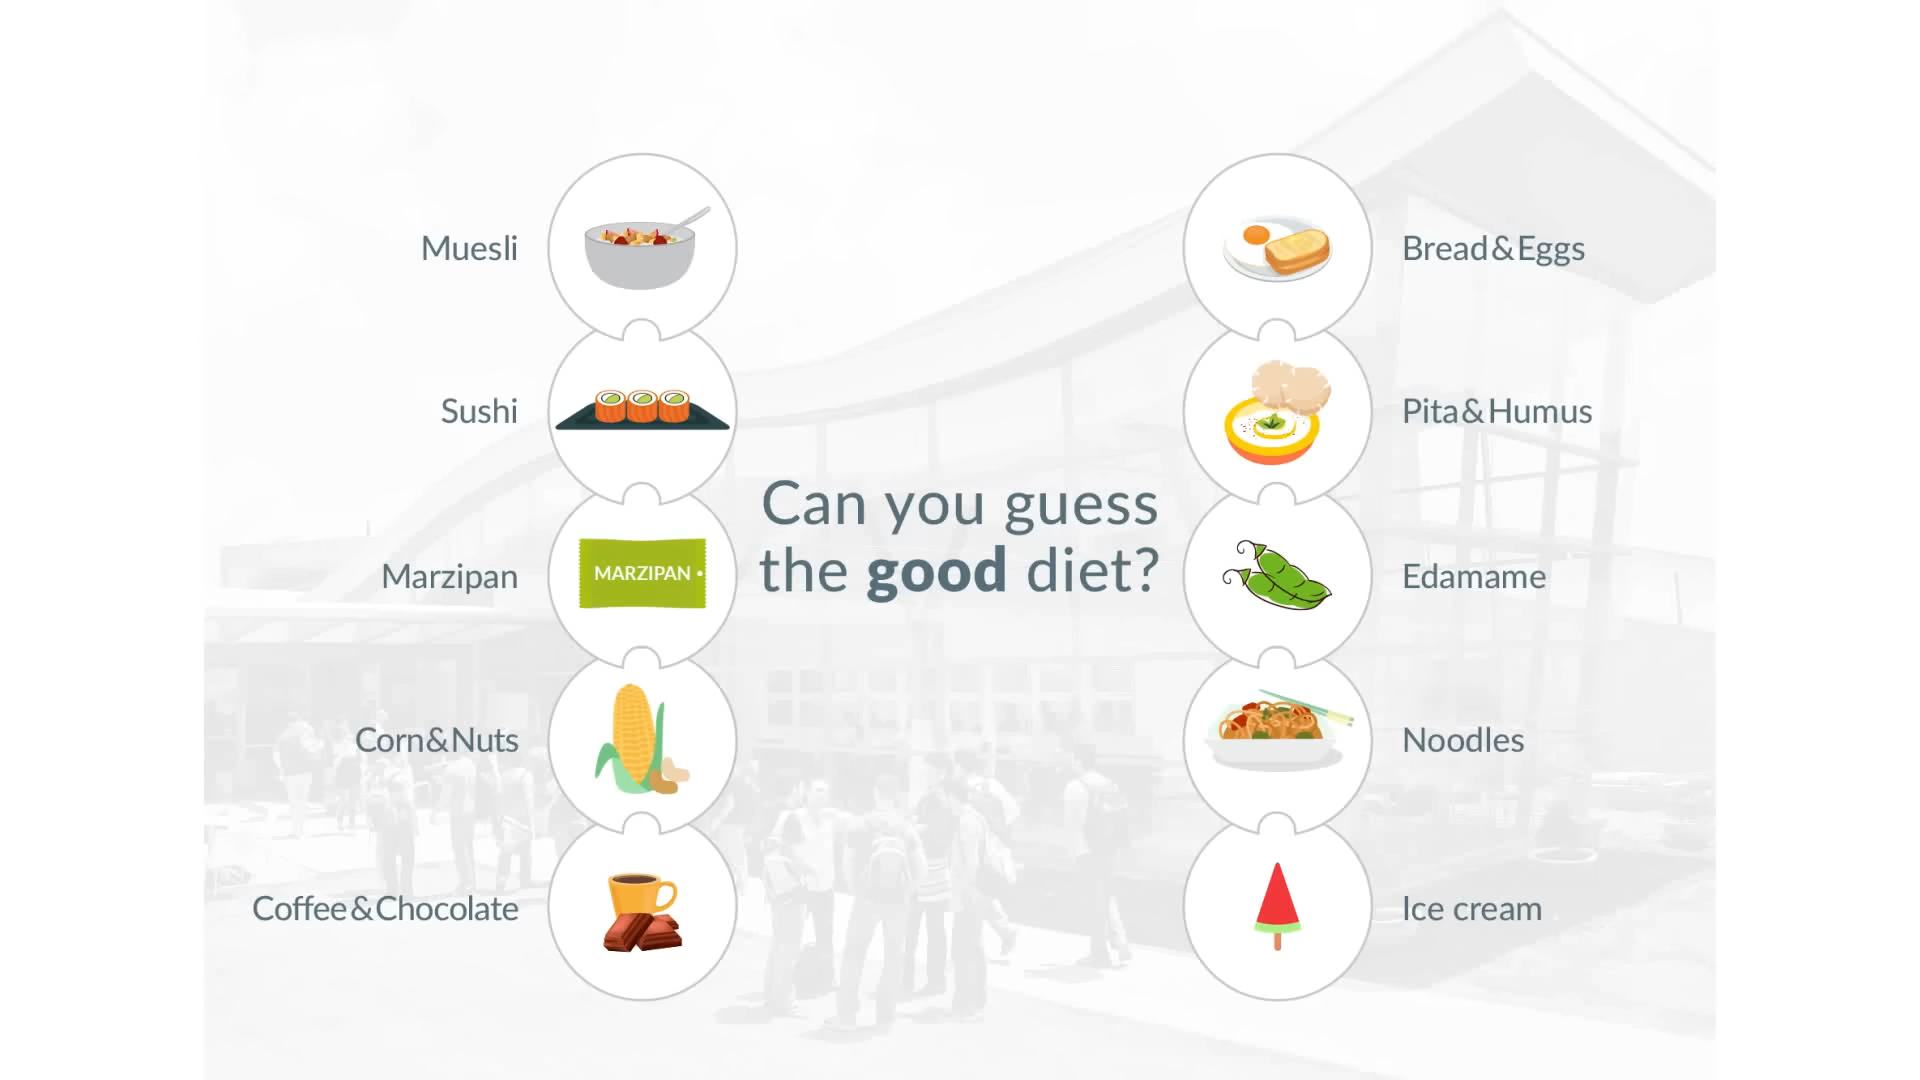 Muesli
Sushi
Marzipan
MARZIPAN
Corn&Nuts
Coffee&Chocolate
Can you guess
the good diet?
Bread&Eggs
Pita&Humus
Edamame
Noodles
Ice cream